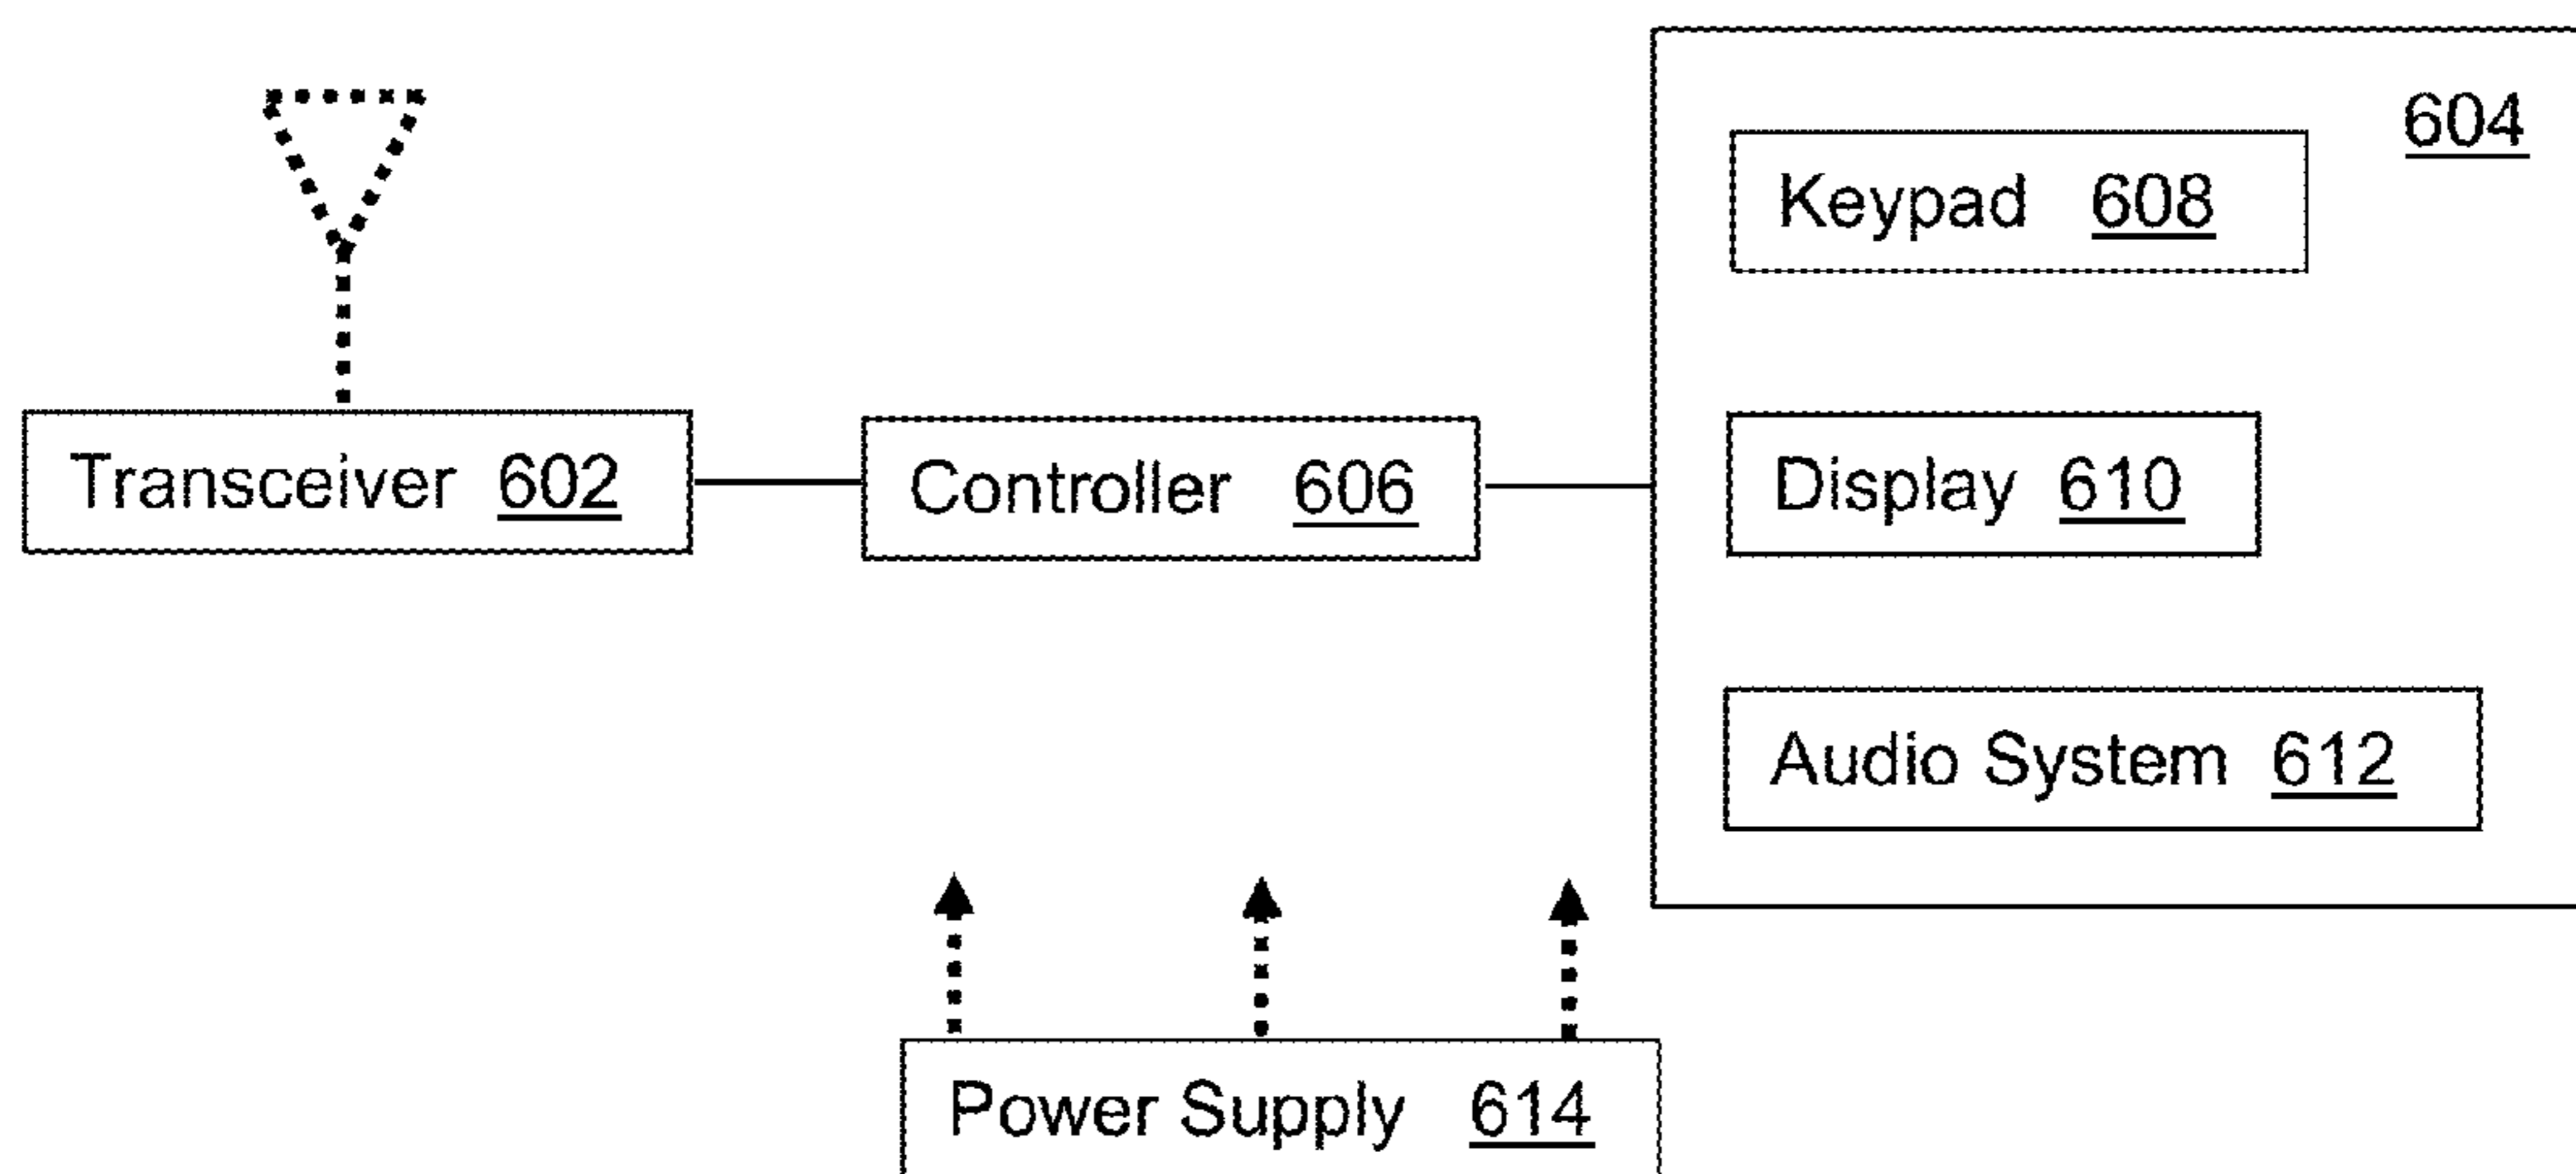 604
Keypad 608
Transceiver 602
Controller 606
Display 610
Audio System 612
Power Supply 614